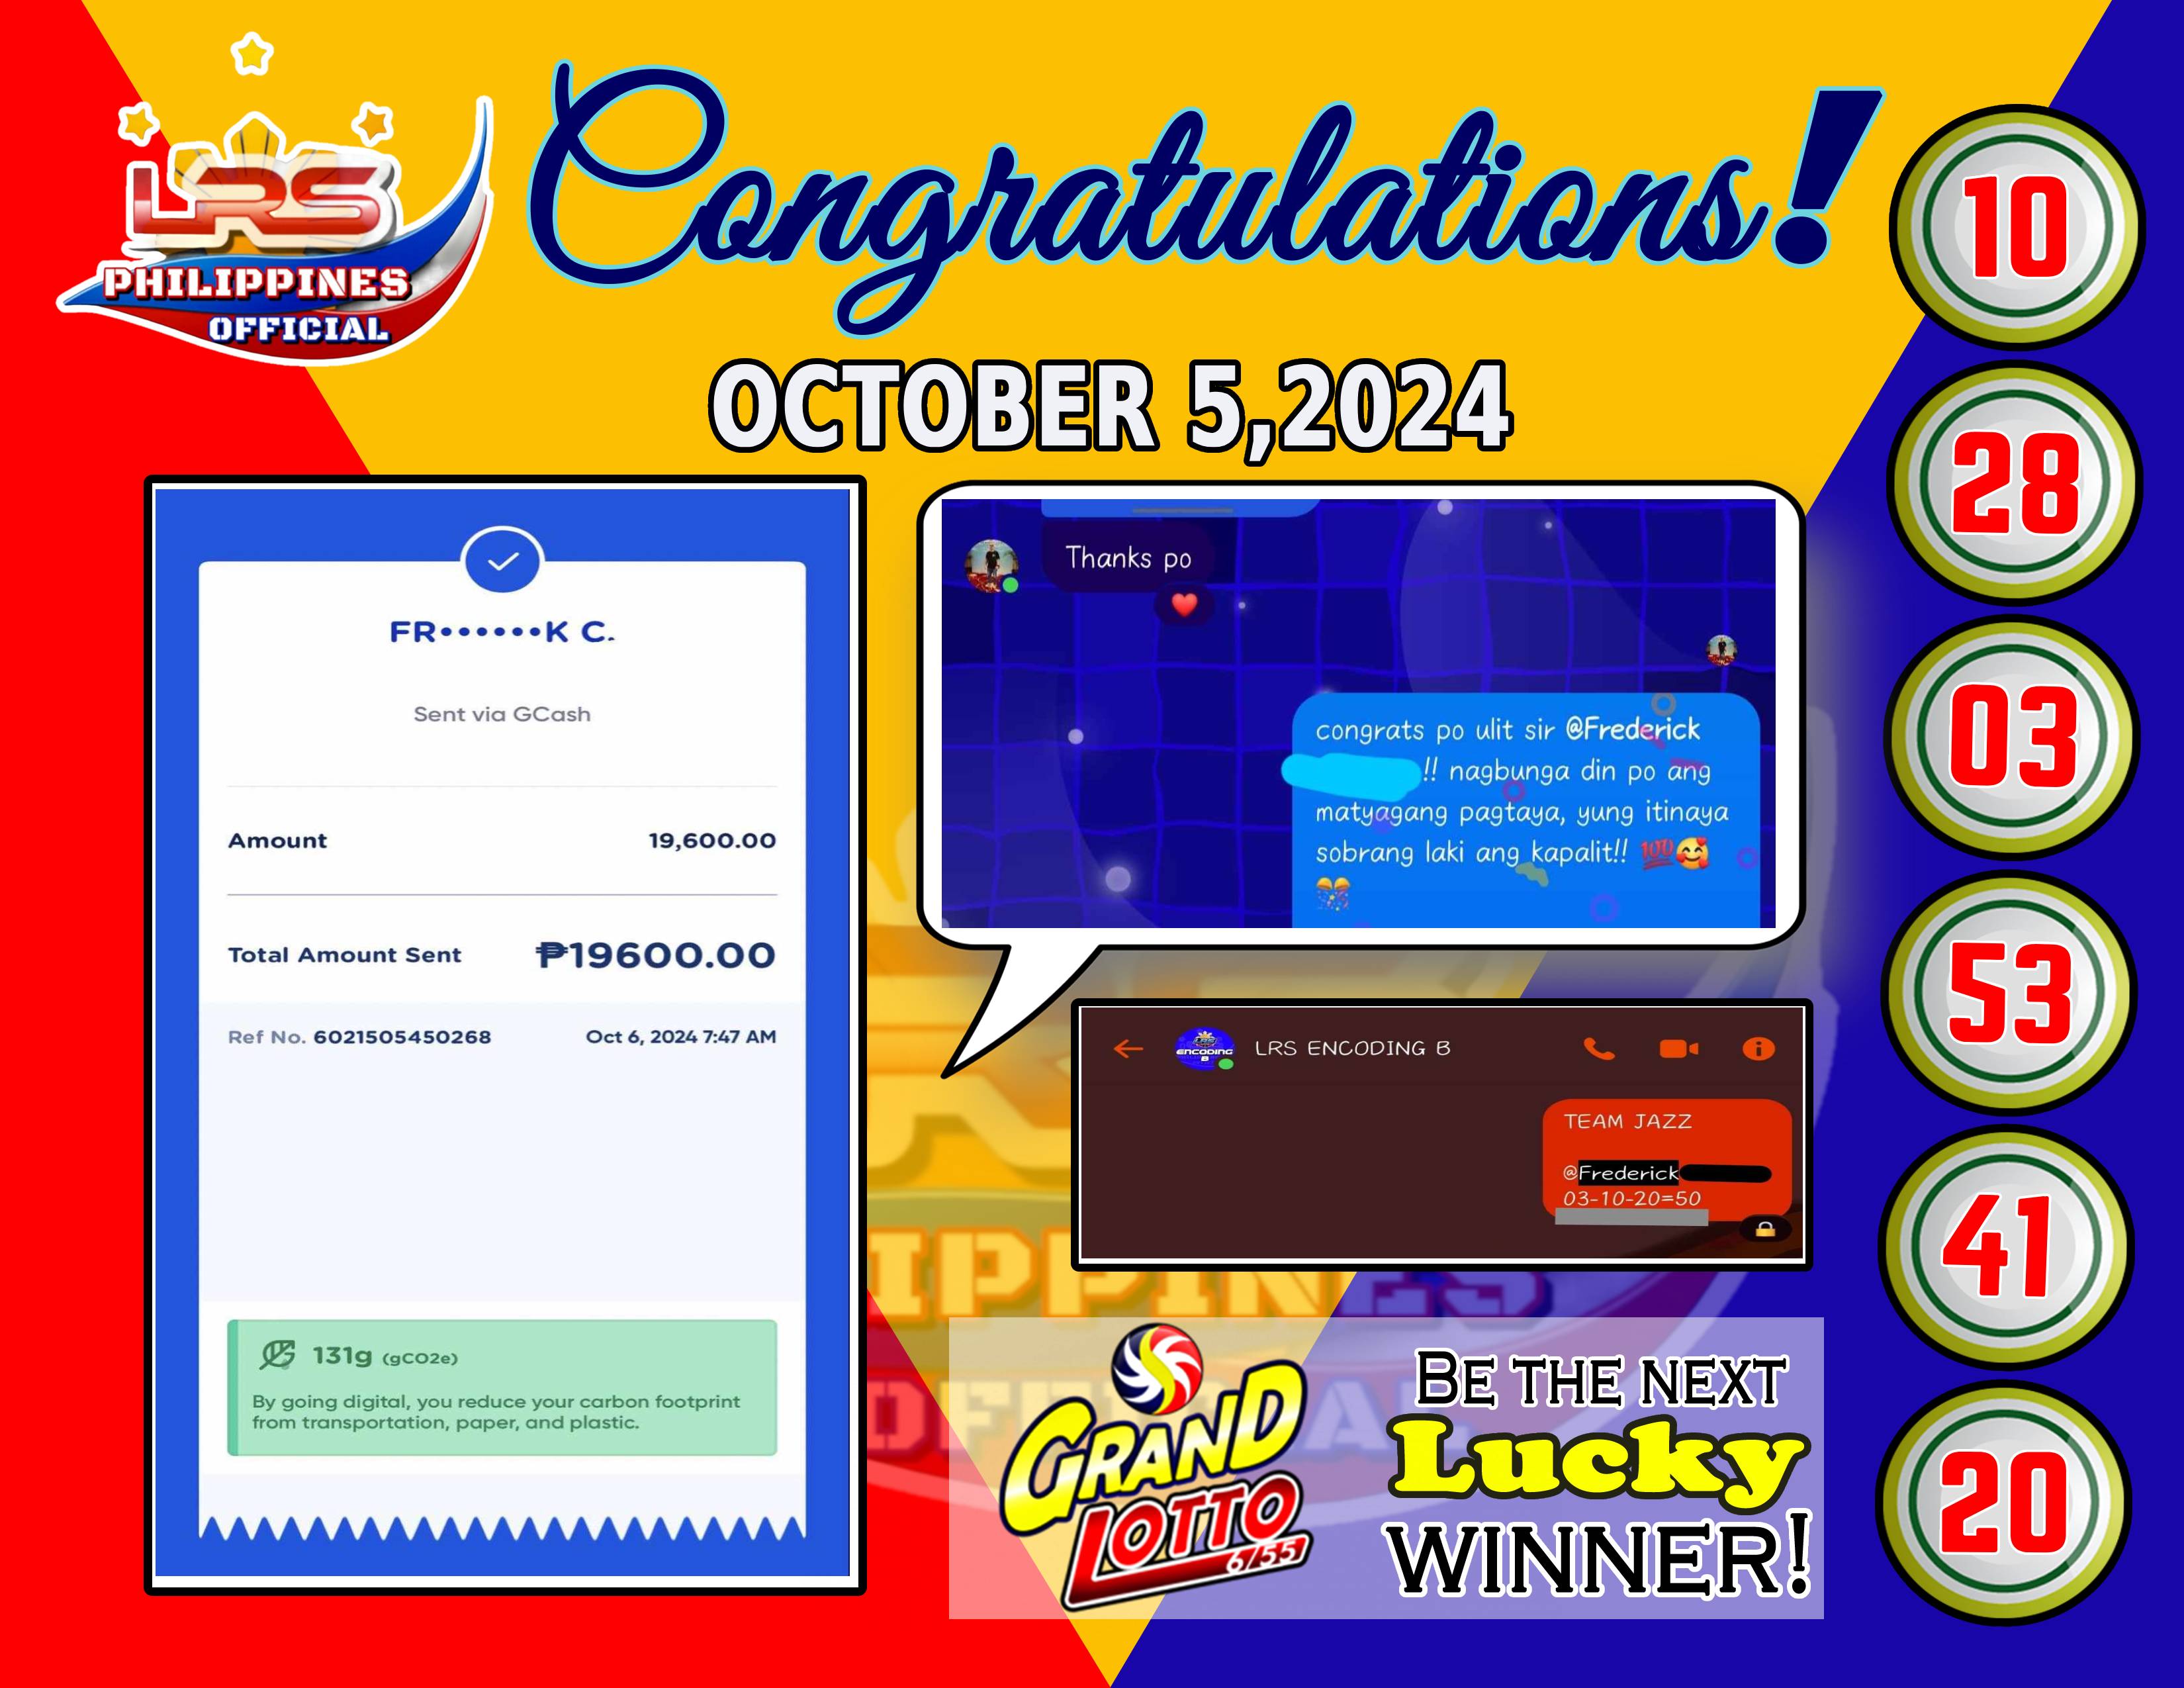 LRS
PHILIPPINES
OFFICIAL
Congratulations!
OCTOBER 5,2024
FR•••••••K C.
Sent via GCash
Amount 19,600.00
Total Amount Sent ₱19600.00
Ref No. 6021505450268 Oct 6, 2024 7:47 AM
131g (gCO2e)
By going digital, you reduce your carbon footprint
from transportation, paper, and plastic.
Thanks po
congrats po ulit sir @Frederick
!! nagbunga din po ang
matyagang pagtaya, yung itinaya
sobrang laki ang kapalit!! 💯🥰
🎊
ENCODING
B
LRS ENCODING B
TEAM JAZZ
@Frederick
03-10-20=50
GRAND
LOTTO
6/55
BE THE NEXT
Lucky
WINNER!
10
28
03
53
41
20